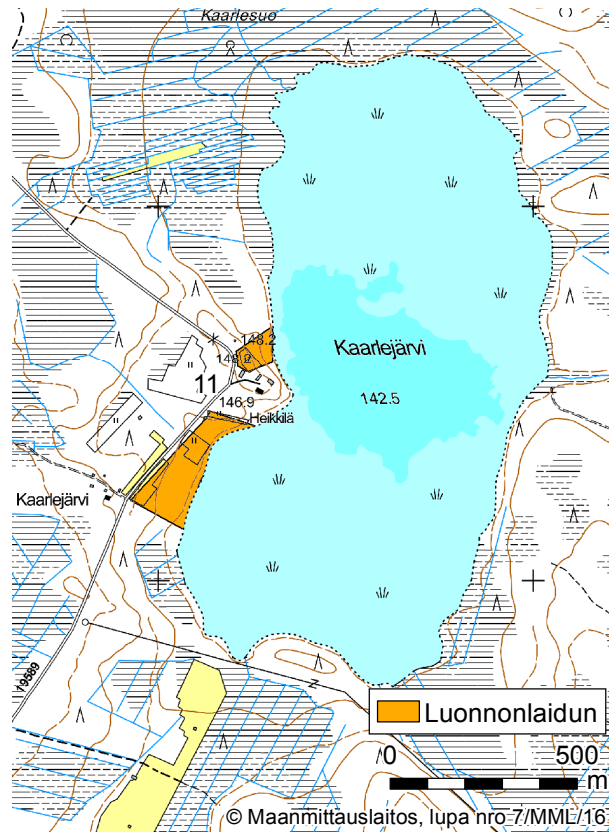 Kaarlesuo
148.2
148.2
Kaarlejärvi
11
142.5
146.9
Heikkilä
Kaarlejärvi
19589
Z
Luonnonlaidun
0 500
m
© Maanmittauslaitos, lupa nro 7/MML/16